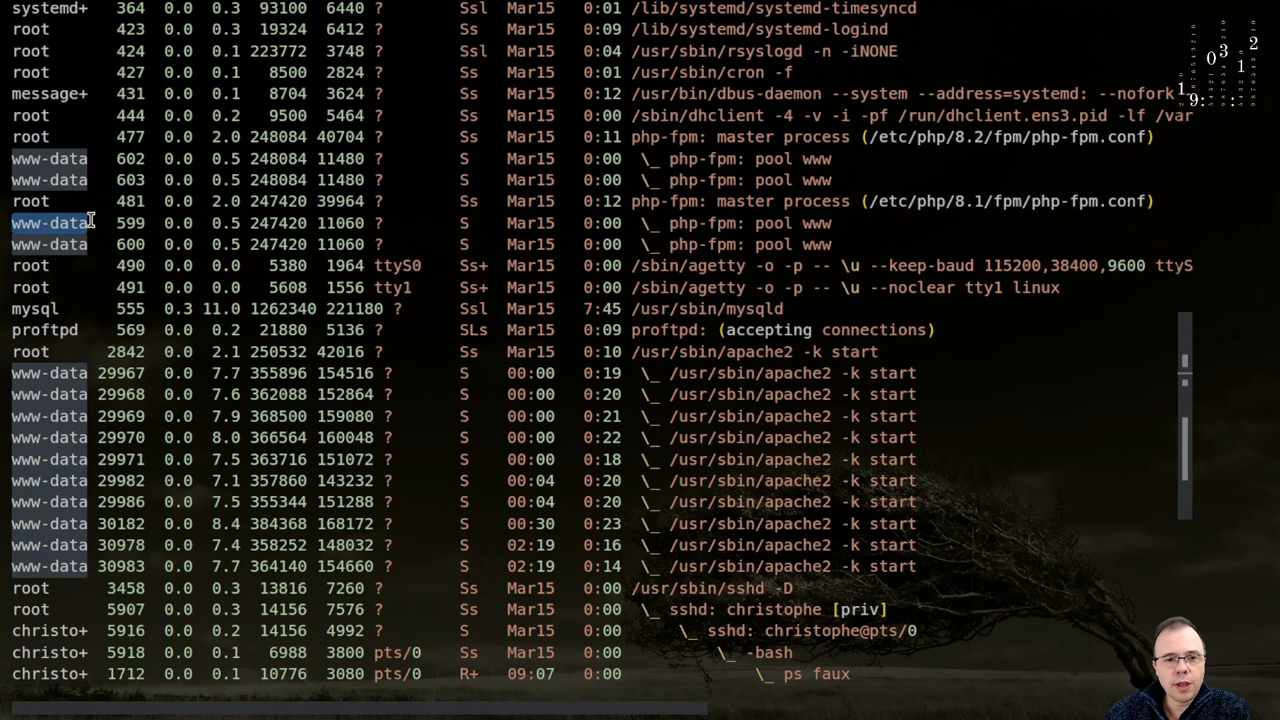 systemd+ 364 0.0 0.3 93100 6440 ? Ssl Mar15 0:01 /lib/systemd/systemd-timesyncd
root 423 0.0 0.3 19324 6412 ? Ss Mar15 0:09 /lib/systemd/systemd-logind
root 424 0.0 0.1 223772 3748 ? Ssl Mar15 0:04 /usr/sbin/rsyslogd -n -iNONE
root 427 0.0 0.1 8500 2824 ? Ss Mar15 0:01 /usr/sbin/cron -f
message+ 431 0.0 0.1 8704 3624 ? Ss Mar15 0:12 /usr/bin/dbus-daemon --system --address=systemd: --nofork
root 444 0.0 0.2 9500 5464 ? Ss Mar15 0:00 /sbin/dhclient -4 -v -i -pf /run/dhclient.ens3.pid -lf /var
root 477 0.0 2.0 248084 40704 ? Ss Mar15 0:11 php-fpm: master process (/etc/php/8.2/fpm/php-fpm.conf)
www-data 602 0.0 0.5 248084 11480 ? S Mar15 0:00 \_ php-fpm: pool www
www-data 603 0.0 0.5 248084 11480 ? S Mar15 0:00 \_ php-fpm: pool www
root 481 0.0 2.0 247420 39964 ? Ss Mar15 0:12 php-fpm: master process (/etc/php/8.1/fpm/php-fpm.conf)
www-data 599 0.0 0.5 247420 11060 ? S Mar15 0:00 \_ php-fpm: pool www
www-data 600 0.0 0.5 247420 11060 ? S Mar15 0:00 \_ php-fpm: pool www
root 490 0.0 0.0 5380 1964 ttyS0 Ss+ Mar15 0:00 /sbin/agetty -o -p -- \u --keep-baud 115200,38400,9600 ttyS
root 491 0.0 0.0 5608 1556 tty1 Ss+ Mar15 0:00 /sbin/agetty -o -p -- \u --noclear tty1 linux
mysql 555 0.3 11.0 1262340 221180 ? Ssl Mar15 7:45 /usr/sbin/mysqld
proftpd 569 0.0 0.2 21880 5136 ? SLs Mar15 0:09 proftpd: (accepting connections)
root 2842 0.0 2.1 250532 42016 ? Ss Mar15 0:10 /usr/sbin/apache2 -k start
www-data 29967 0.0 7.7 355896 154516 ? S 00:00 0:19 \_ /usr/sbin/apache2 -k start
www-data 29968 0.0 7.6 362088 152864 ? S 00:00 0:20 \_ /usr/sbin/apache2 -k start
www-data 29969 0.0 7.9 368500 159080 ? S 00:00 0:21 \_ /usr/sbin/apache2 -k start
www-data 29970 0.0 8.0 366564 160048 ? S 00:00 0:22 \_ /usr/sbin/apache2 -k start
www-data 29971 0.0 7.5 363716 151072 ? S 00:00 0:18 \_ /usr/sbin/apache2 -k start
www-data 29982 0.0 7.1 357860 143232 ? S 00:04 0:20 \_ /usr/sbin/apache2 -k start
www-data 29986 0.0 7.5 355344 151288 ? S 00:04 0:20 \_ /usr/sbin/apache2 -k start
www-data 30182 0.0 8.4 384368 168172 ? S 00:30 0:23 \_ /usr/sbin/apache2 -k start
www-data 30978 0.0 7.4 358252 148032 ? S 02:19 0:16 \_ /usr/sbin/apache2 -k start
www-data 30983 0.0 7.7 364140 154660 ? S 02:19 0:14 \_ /usr/sbin/apache2 -k start
root 3458 0.0 0.3 13816 7260 ? Ss Mar15 0:00 /usr/sbin/sshd -D
root 5907 0.0 0.3 14156 7576 ? Ss Mar15 0:00 \_ sshd: christophe [priv]
christo+ 5916 0.0 0.2 14156 4992 ? S Mar15 0:00 \_ sshd: christophe@pts/0
christo+ 5918 0.0 0.1 6988 3800 pts/0 Ss Mar15 0:00 \_ -bash
christo+ 1712 0.0 0.1 10776 3080 pts/0 R+ 09:07 0:00 \_ ps faux